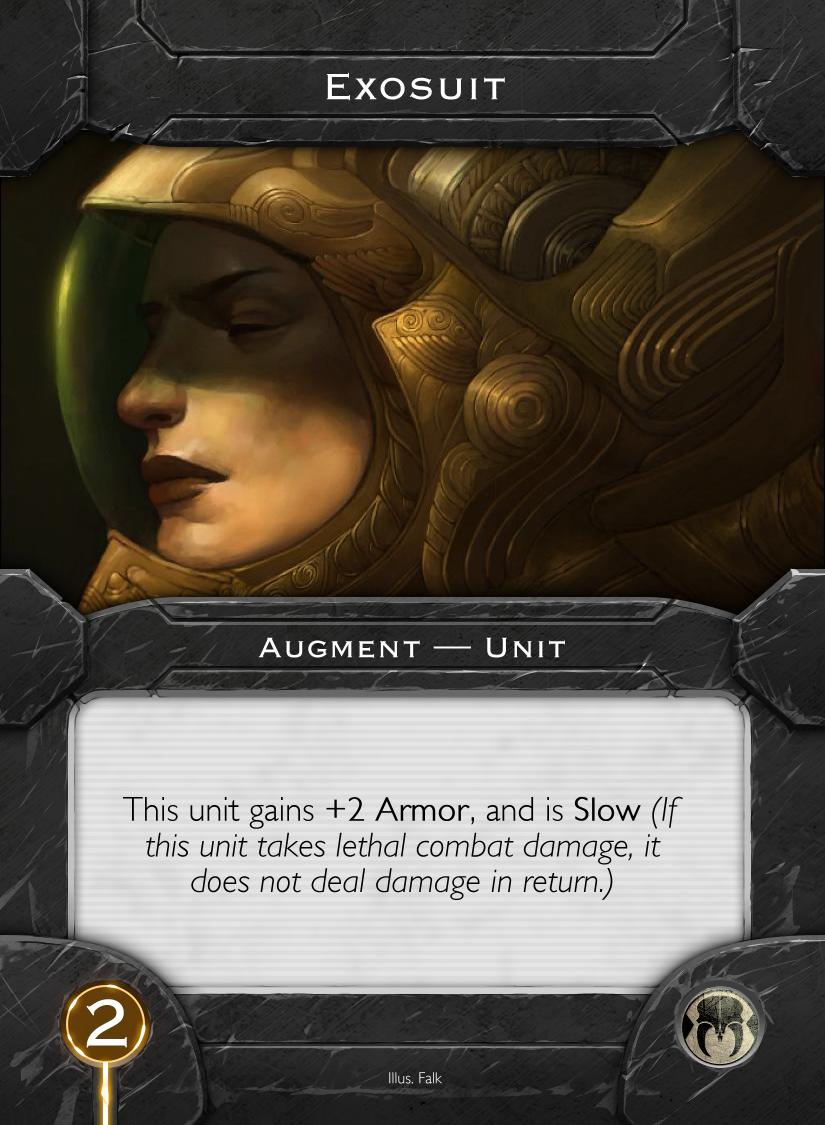 Exosuit
Augment — Unit
This unit gains +2 Armor, and is Slow (If
this unit takes lethal combat damage, it
does not deal damage in return.)
2
Illus. Falk